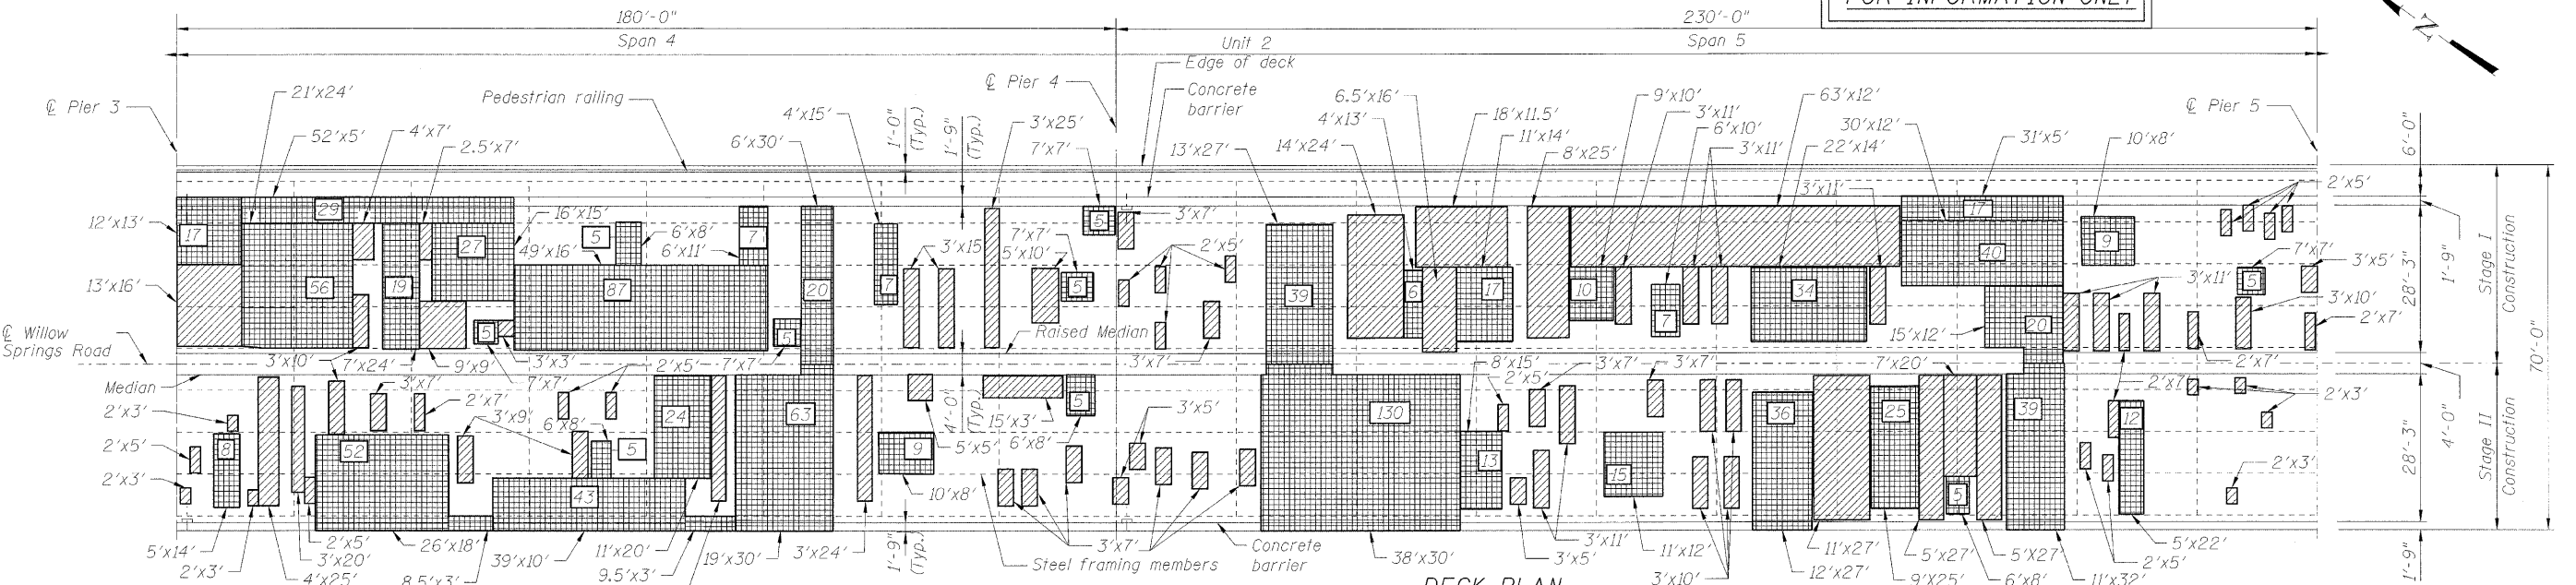 FOR INFORMATION ONLY
180'-0"
230'-0"
Span 4
Unit 2
Span 5
Edge of deck
℄ Pier 4
Concrete
barrier
℄ Pier 3
21'x24'
Pedestrian railing
52'x5'
4'x7'
2.5'x7'
4'x15'
6'x30'
1'-0"
(Typ.)
1'-9"
(Typ.)
3'x25'
7'x7'
13'x27'
14'x24'
6.5'x16'
4'x13'
18'x11.5'
11'x14'
8'x25'
9'x10'
3'x11'
6'x10'
3'x11'
63'x12'
30'x12'
22'x14'
3'x11'
31'x5'
10'x8'
℄ Pier 5
2'x5'
6'-0"
12'x13'
17
29
27
16'x15'
49'x16'
5
6'x8'
6'x11'
7
7'x7'
5'x10'
3'x15'
5
3'x7'
2'x5'
17
40
9
7'x7'
3'x5'
13'x16'
56
19
87
20
7
5
39
6
17
10
7
34
15'x12'
20
3'x11'
5
3'x10'
2'x7'
28'-3"
1'-9"
Stage I
Construction
℄ Willow
Springs Road
5
5
Raised Median
3'x10'
7'x24'
9'x9'
3'x3'
7'x7'
2'x5'
7'x7'
3'x7'
8'x15'
2'x5'
3'x7'
3'x7'
7'x20'
2'x7'
2'x7'
2'x3'
70'-0"
Median
2'x3'
3'x7'
2'x7'
3'x9'
6'x8'
24
63
4'-0"
(Typ.)
15'x3'
5
6'x8'
5'x5'
3'x5'
130
36
25
39
12
4'-0"
2'x5'
8
52
5
9
10'x8'
13
15
5
2'x3'
2'x3'
43
28'-3"
Stage II
Construction
5'x14'
2'x3'
4'x25'
3'x20'
2'x5'
26'x18'
8.5'x3'
39'x10'
11'x20'
9.5'x3'
19'x30'
3'x24'
1'-9"
(Typ.)
Steel framing members
3'x7'
Concrete
barrier
38'x30'
3'x5'
3'x11'
11'x12'
3'x10'
11'x27'
12'x27'
5'x27'
9'x25'
5'x27'
6'x8'
11'x32'
5'x22'
2'x5'
1'-9"
DECK PLAN